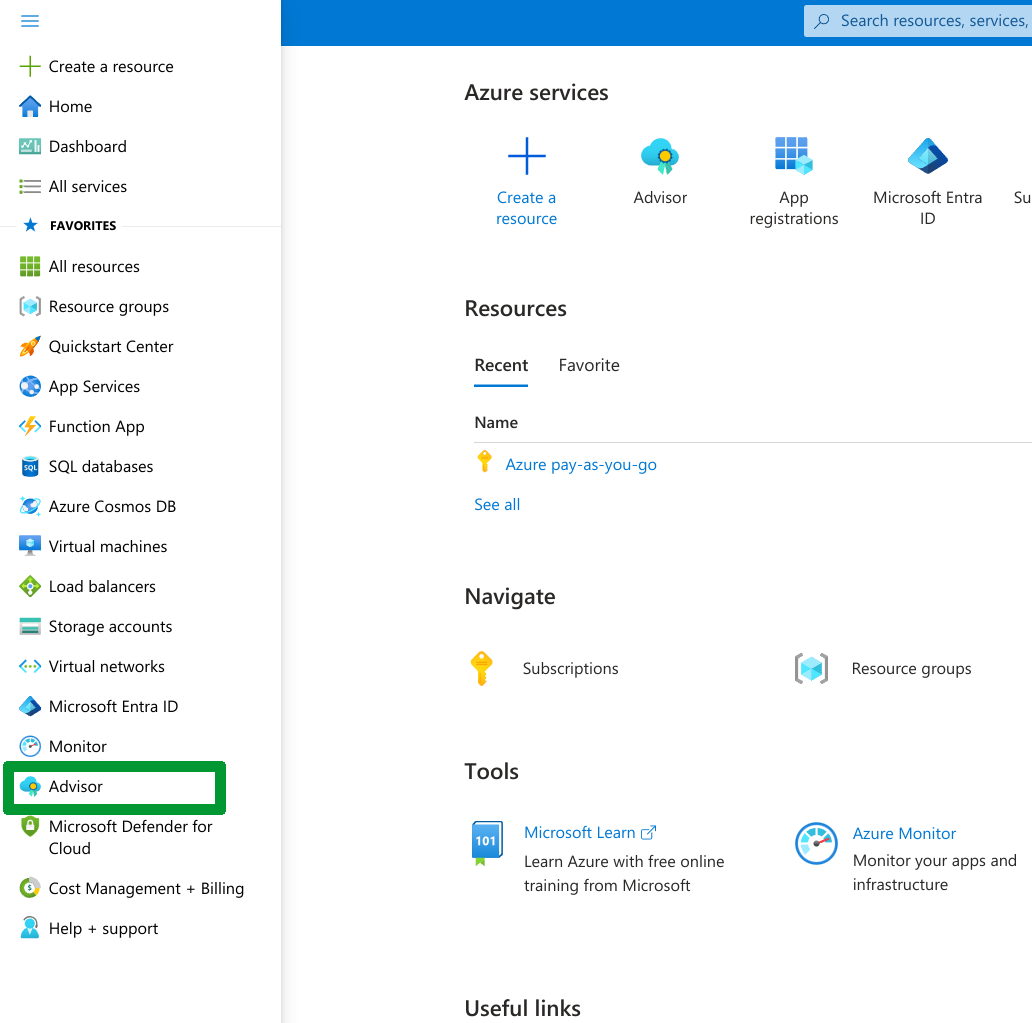 Create a resource
Home
Dashboard
All services
FAVORITES
All resources
Resource groups
Quickstart Center
App Services
Function App
SQL
SQL databases
Azure Cosmos DB
Virtual machines
Load balancers
Storage accounts
Virtual networks
Microsoft Entra ID
Monitor
Advisor
Microsoft Defender for
Cloud
$
Cost Management + Billing
Help + support
Search resources, services,
Azure services
Create a
resource
Advisor
App
registrations
Microsoft Entra
ID
Su
Resources
Recent
Favorite
Name
Azure pay-as-you-go
See all
Navigate
Subscriptions
Resource groups
Tools
101
Microsoft Learn
Learn Azure with free online
training from Microsoft
Azure Monitor
Monitor your apps and
infrastructure
Useful links